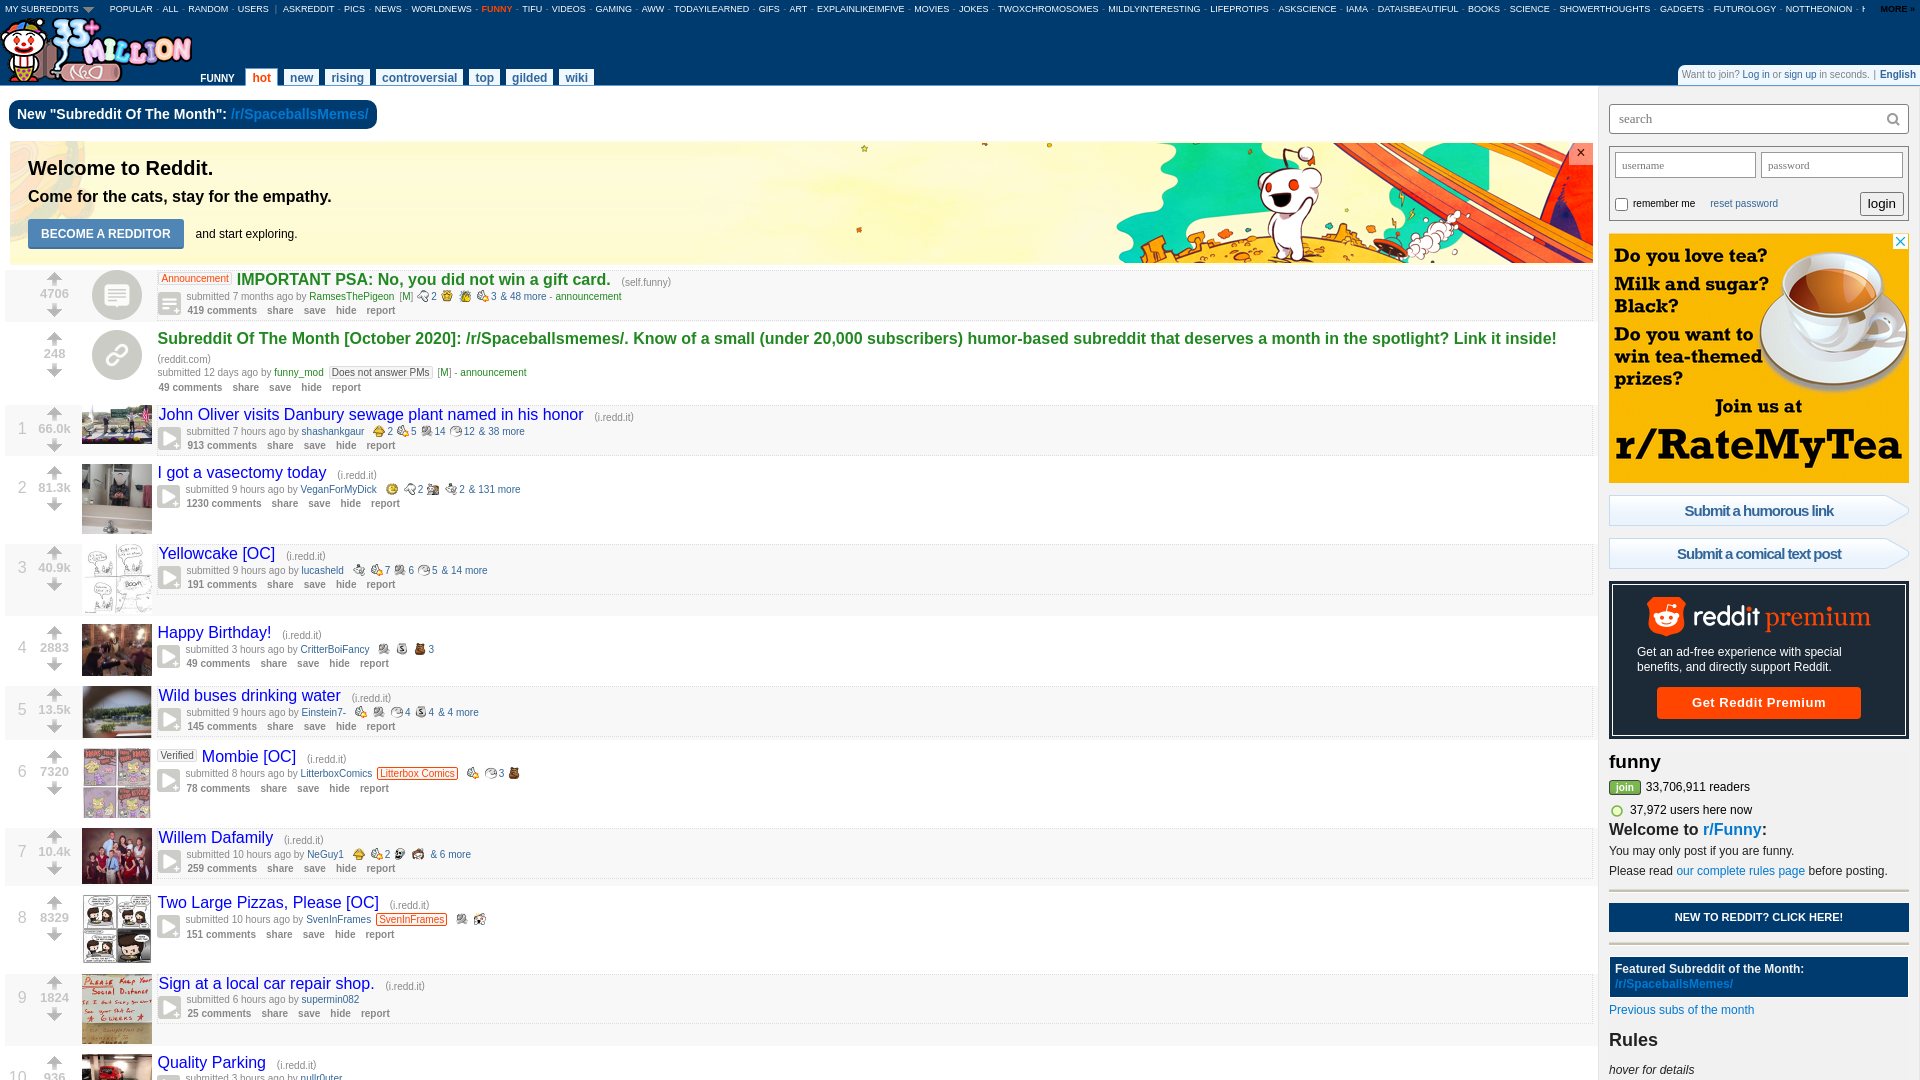 MY SUBREDDITS POPULAR - ALL - RANDOM - USERS | ASKREDDIT - PICS - NEWS - WORLDNEWS - FUNNY - TIFU - VIDEOS - GAMING - AWW - TODAYILEARNED - GIFS - ART - EXPLAINLIKEIMFIVE - MOVIES - JOKES - TWOXCHROMOSOMES - MILDLYINTERESTING - LIFEPROTIPS - ASKSCIENCE - IAMA - DATAISBEAUTIFUL - BOOKS - SCIENCE - SHOWERTHOUGHTS - GADGETS - FUTUROLOGY - NOTTHEONION - MORE »
33+ MILLION
FUNNY hot new rising controversial top gilded wiki
Want to join? Log in or sign up in seconds. | English
New "Subreddit Of The Month": /r/SpaceballsMemes/
Welcome to Reddit.
Come for the cats, stay for the empathy.
BECOME A REDDITOR and start exploring.
×
4706
Announcement IMPORTANT PSA: No, you did not win a gift card. (self.funny)
submitted 7 months ago by RamsesThePigeon [M] 2 3 & 48 more - announcement
419 comments share save hide report
248
Subreddit Of The Month [October 2020]: /r/Spaceballsmemes/. Know of a small (under 20,000 subscribers) humor-based subreddit that deserves a month in the spotlight? Link it inside!
(reddit.com)
submitted 12 days ago by funny_mod Does not answer PMs [M] - announcement
49 comments share save hide report
1 66.0k
John Oliver visits Danbury sewage plant named in his honor (i.redd.it)
submitted 7 hours ago by shashankgaur 2 5 14 12 & 38 more
913 comments share save hide report
2 81.3k
I got a vasectomy today (i.redd.it)
submitted 9 hours ago by VeganForMyDick 2 2 & 131 more
1230 comments share save hide report
3 40.9k
Yellowcake [OC] (i.redd.it)
submitted 9 hours ago by lucasheld 7 6 5 & 14 more
191 comments share save hide report
4 2883
Happy Birthday! (i.redd.it)
submitted 3 hours ago by CritterBoiFancy 3
49 comments share save hide report
5 13.5k
Wild buses drinking water (i.redd.it)
submitted 9 hours ago by Einstein7- 4 4 & 4 more
145 comments share save hide report
6 7320
Verified Mombie [OC] (i.redd.it)
submitted 8 hours ago by LitterboxComics Litterbox Comics 3
78 comments share save hide report
7 10.4k
Willem Dafamily (i.redd.it)
submitted 10 hours ago by NeGuy1 2 & 6 more
259 comments share save hide report
8 8329
Two Large Pizzas, Please [OC] (i.redd.it)
submitted 10 hours ago by SvenInFrames SvenInFrames
151 comments share save hide report
9 1824
PLEASE Keep Your
Social Distance
Sign at a local car repair shop. (i.redd.it)
submitted 6 hours ago by supermin082
25 comments share save hide report
10 936
Quality Parking (i.redd.it)
submitted 3 hours ago by nullr0uter
search
username password
remember me reset password login
Do you love tea?
Milk and sugar?
Black?
Do you want to
win tea-themed
prizes?
Join us at
r/RateMyTea
Submit a humorous link
Submit a comical text post
reddit premium
Get an ad-free experience with special
benefits, and directly support Reddit.
Get Reddit Premium
funny
join 33,706,911 readers
37,972 users here now
Welcome to r/Funny:
You may only post if you are funny.
Please read our complete rules page before posting.
NEW TO REDDIT? CLICK HERE!
Featured Subreddit of the Month:
/r/SpaceballsMemes/
Previous subs of the month
Rules
hover for details